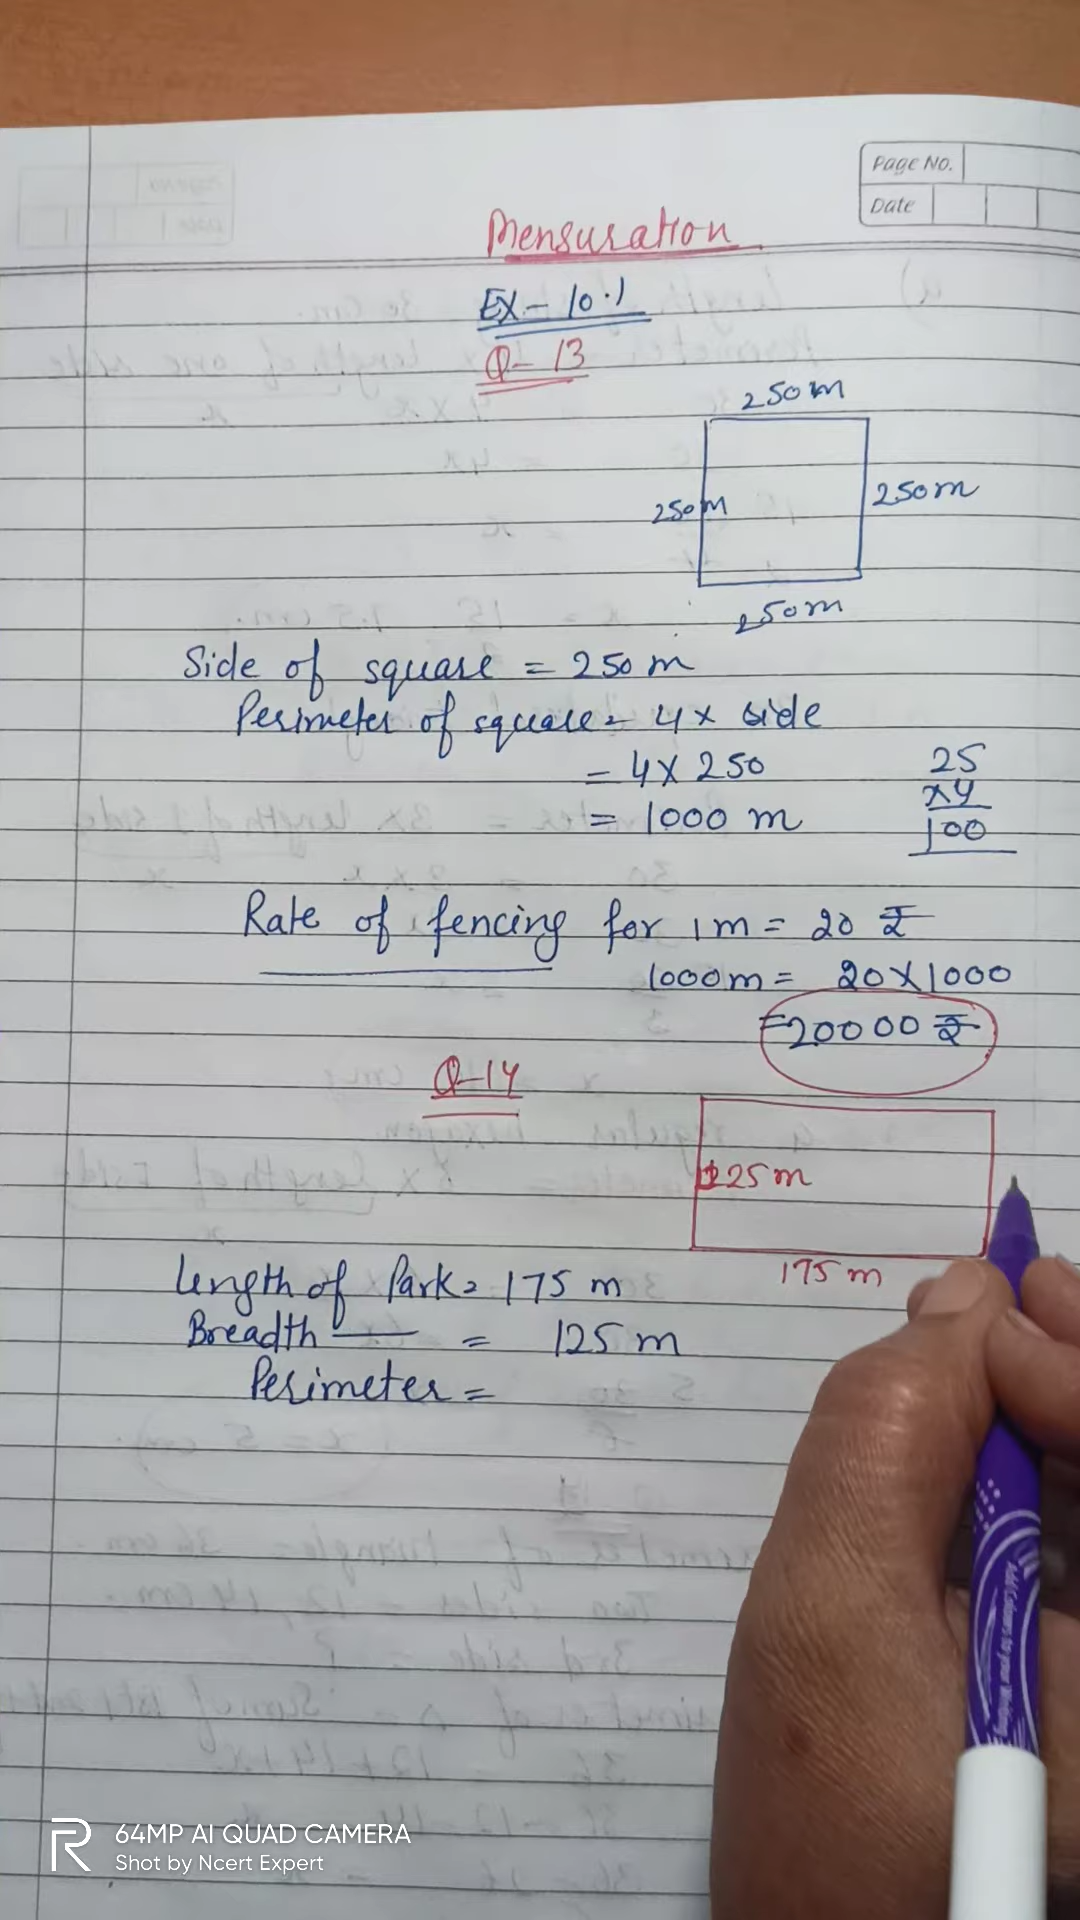 Page No.
Date
Mensuration
Ex - 10.1
Q - 13
250 m
250 m
250 m
250 m
Side of square = 250 m
Perimeter of square = 4 x side
= 4 x 250
= 1000 m
25
x4
100
Rate of fencing for 1 m = 20 ₹
1000 m = 20 x 1000
= 20000 ₹
Q-14
125 m
175 m
Length of Park = 175 m
Breadth — = 125 m
Perimeter =
64MP AI QUAD CAMERA
Shot by Ncert Expert